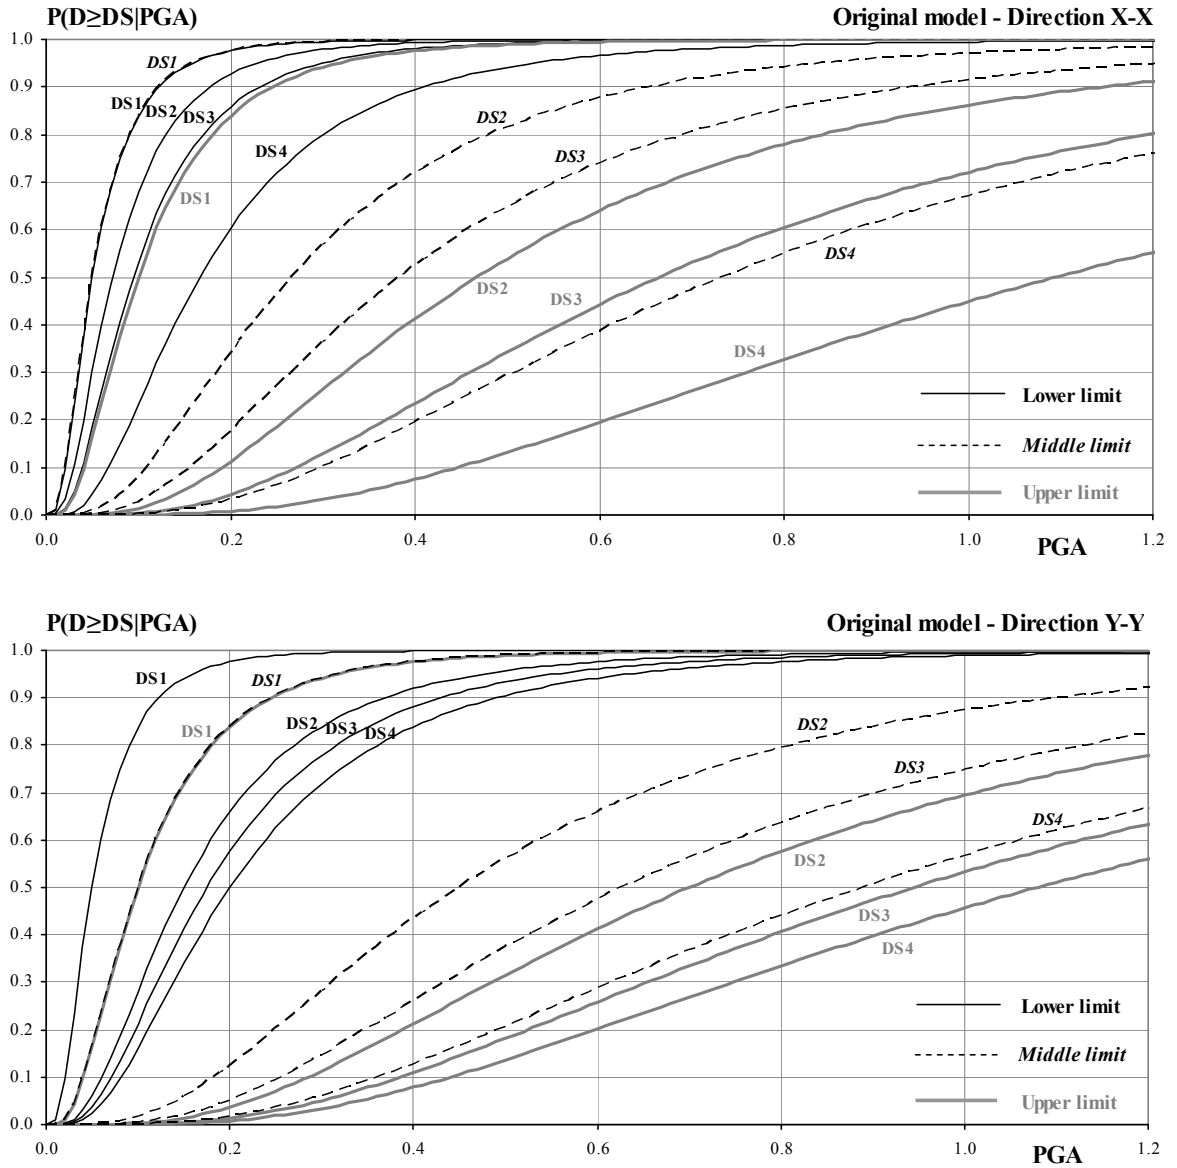 P(D≥DS|PGA)
Original model - Direction X-X
1.0
0.9
0.8
0.7
0.6
0.5
0.4
0.3
0.2
0.1
0.0
DS1
DS1
DS2
DS3
DS4
DS1
DS2
DS3
DS4
DS2
DS3
DS4
Lower limit
Middle limit
Upper limit
0.0 0.2 0.4 0.6 0.8 1.0 1.2
PGA
P(D≥DS|PGA)
Original model - Direction Y-Y
1.0
0.9
0.8
0.7
0.6
0.5
0.4
0.3
0.2
0.1
0.0
DS1
DS1
DS1
DS2
DS3
DS4
DS2
DS3
DS4
DS2
DS3
DS4
Lower limit
Middle limit
Upper limit
0.0 0.2 0.4 0.6 0.8 1.0 1.2
PGA